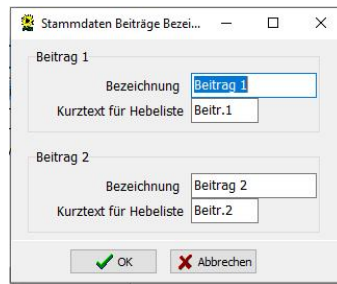 Stammdaten Beiträge Bezei...
Beitrag 1
Bezeichnung Beitrag 1
Kurztext für Hebeliste Beitr.1
Beitrag 2
Bezeichnung Beitrag 2
Kurztext für Hebeliste Beitr.2
OK Abbrechen